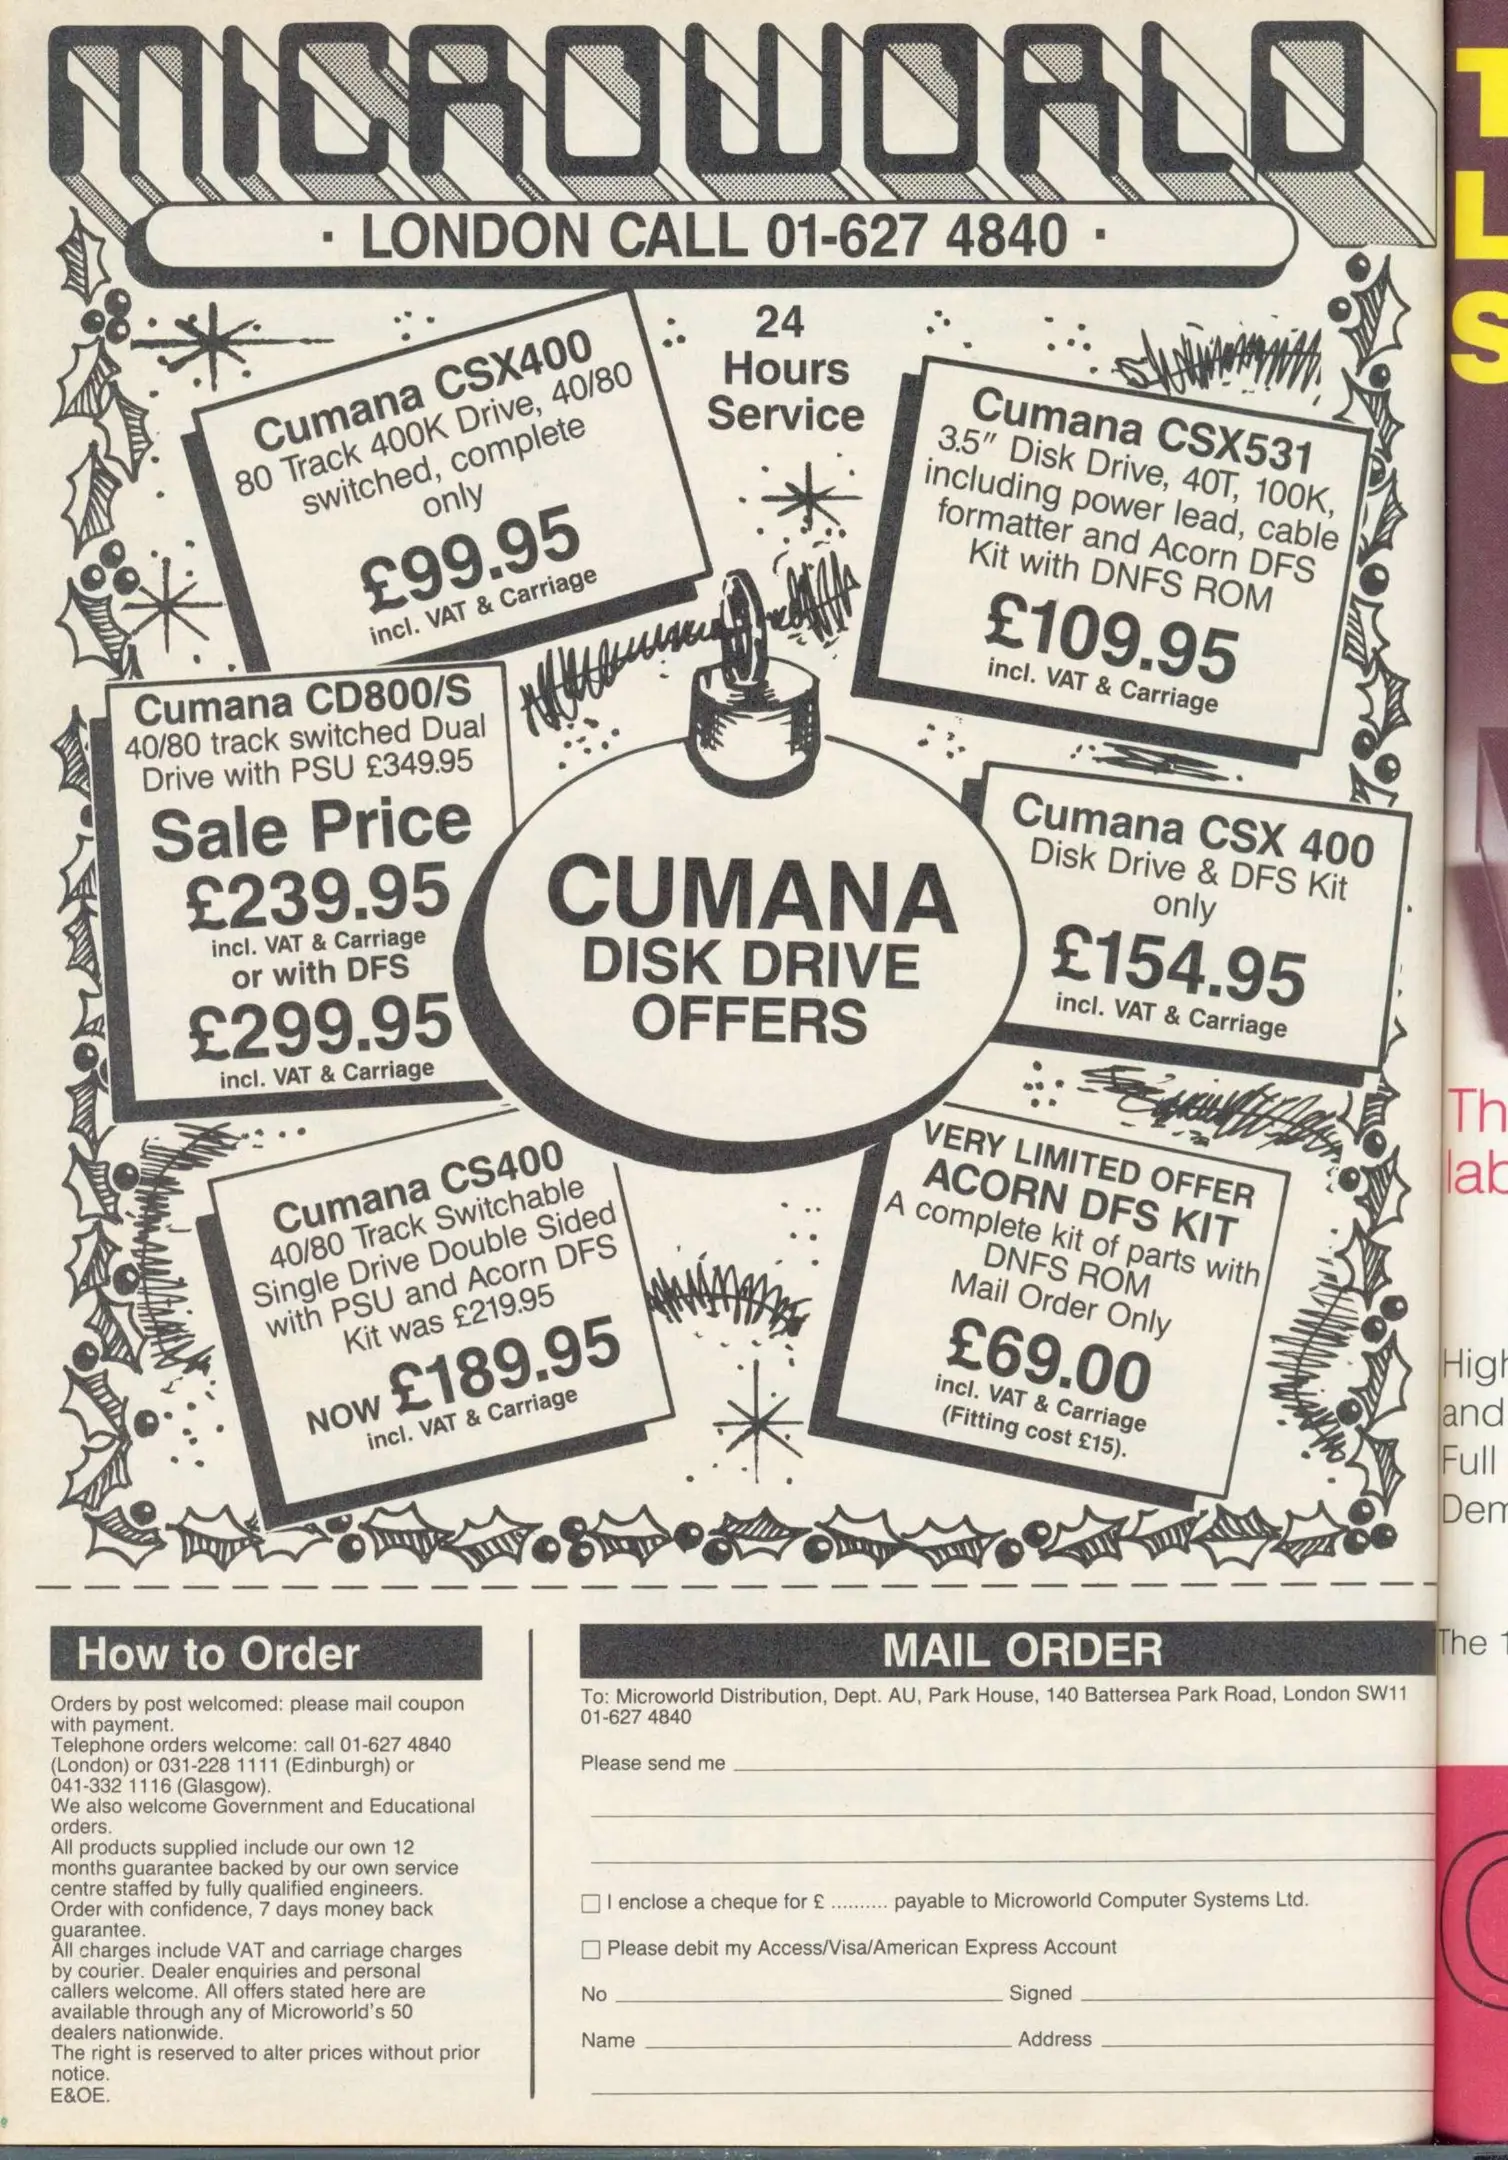 MICROWORLD
· LONDON CALL 01-627 4840 ·
24
Hours
Service
Cumana CSX400
80 Track 400K Drive, 40/80
switched, complete
only
£99.95
incl. VAT & Carriage
Cumana CSX531
3.5" Disk Drive, 40T, 100K,
including power lead, cable
formatter and Acorn DFS
Kit with DNFS ROM
£109.95
incl. VAT & Carriage
Cumana CD800/S
40/80 track switched Dual
Drive with PSU £349.95
Sale Price
£239.95
incl. VAT & Carriage
or with DFS
£299.95
incl. VAT & Carriage
CUMANA
DISK DRIVE
OFFERS
Cumana CSX 400
Disk Drive & DFS Kit
only
£154.95
incl. VAT & Carriage
Cumana CS400
40/80 Track Switchable
Single Drive Double Sided
with PSU and Acorn DFS
Kit was £219.95
NOW £189.95
incl. VAT & Carriage
VERY LIMITED OFFER
ACORN DFS KIT
A complete kit of parts with
DNFS ROM
Mail Order Only
£69.00
incl. VAT & Carriage
(Fitting cost £15).
How to Order
Orders by post welcomed: please mail coupon
with payment.
Telephone orders welcome: call 01-627 4840
(London) or 031-228 1111 (Edinburgh) or
041-332 1116 (Glasgow).
We also welcome Government and Educational
orders.
All products supplied include our own 12
months guarantee backed by our own service
centre staffed by fully qualified engineers.
Order with confidence, 7 days money back
guarantee.
All charges include VAT and carriage charges
by courier. Dealer enquiries and personal
callers welcome. All offers stated here are
available through any of Microworld's 50
dealers nationwide.
The right is reserved to alter prices without prior
notice.
E&OE.
MAIL ORDER
To: Microworld Distribution, Dept. AU, Park House, 140 Battersea Park Road, London SW11
01-627 4840
Please send me
I enclose a cheque for £ .......... payable to Microworld Computer Systems Ltd.
Please debit my Access/Visa/American Express Account
No Signed
Name Address
T
L
S
Th
lab
High
and
Full
Dem
The 1